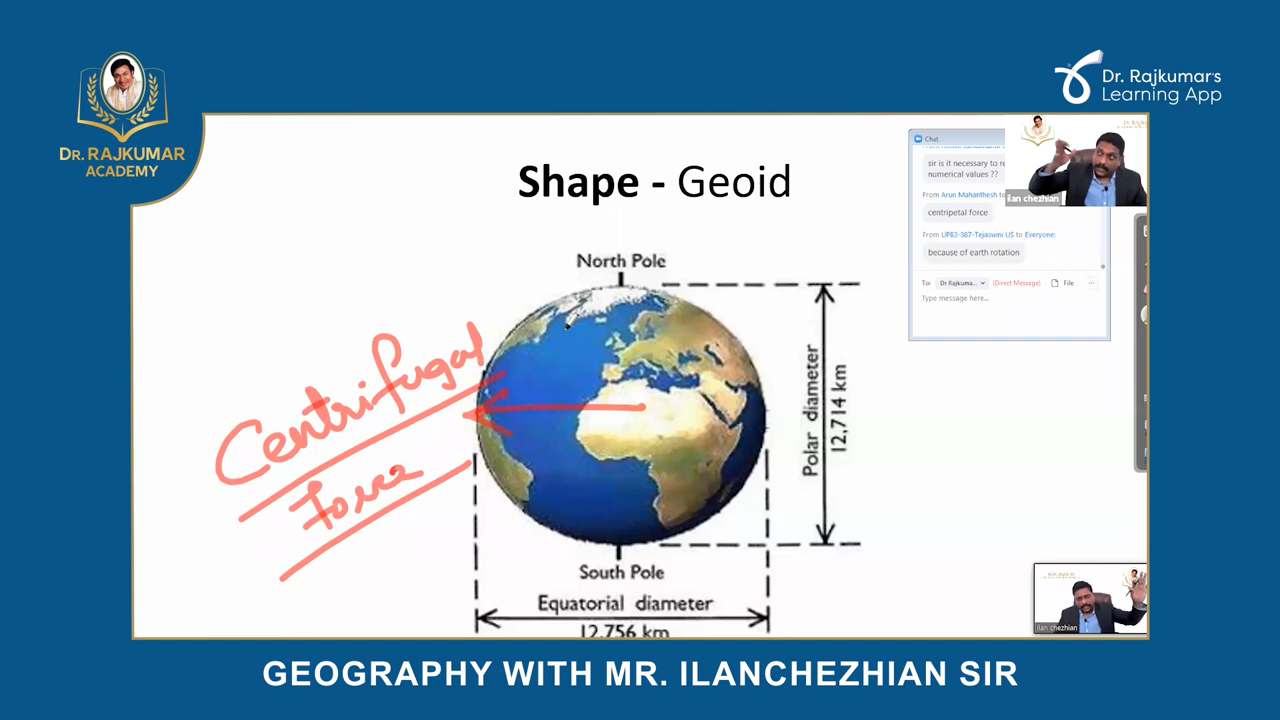 DR. RAJKUMAR
ACADEMY
Dr. Rajkumar's
Learning App
Shape - Geoid
Chat
sir is it necessary to re
numerical values ??
From Arun Mahanthesh to
centripetal force
From UP83-387-Tejaswini US to Everyone:
because of earth rotation
To: Dr Rajkuma... (Direct Message) File ...
Type message here...
ilan chezhian
North Pole
Centrifugal
Force
Polar diameter
12,714 km
South Pole
Equatorial diameter
12,756 km
ilan chezhian
GEOGRAPHY WITH MR. ILANCHEZHIAN SIR